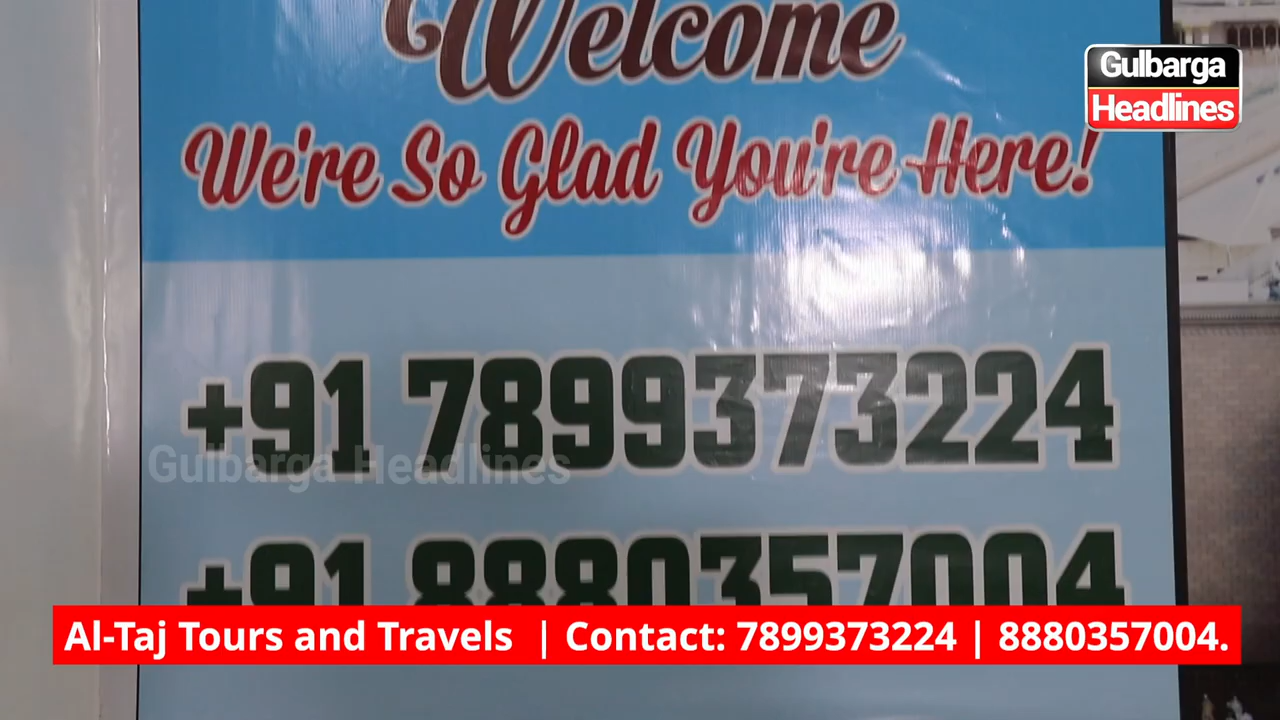 Welcome
Gulbarga
Headlines
We're So Glad You're Here!
+91 7899373224
Gulbarga Headlines
+91 8880357004
Al-Taj Tours and Travels | Contact: 7899373224 | 8880357004.